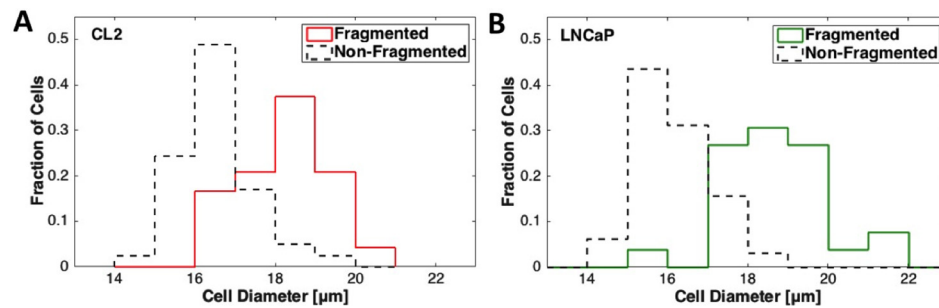 A
CL2
Fragmented
Non-Fragmented
Fraction of Cells
0.5
0.4
0.3
0.2
0.1
0
14 16 18 20 22
Cell Diameter [µm]
B
LNCaP
Fragmented
Non-Fragmented
Fraction of Cells
0.5
0.4
0.3
0.2
0.1
0
14 16 18 20 22
Cell Diameter [µm]